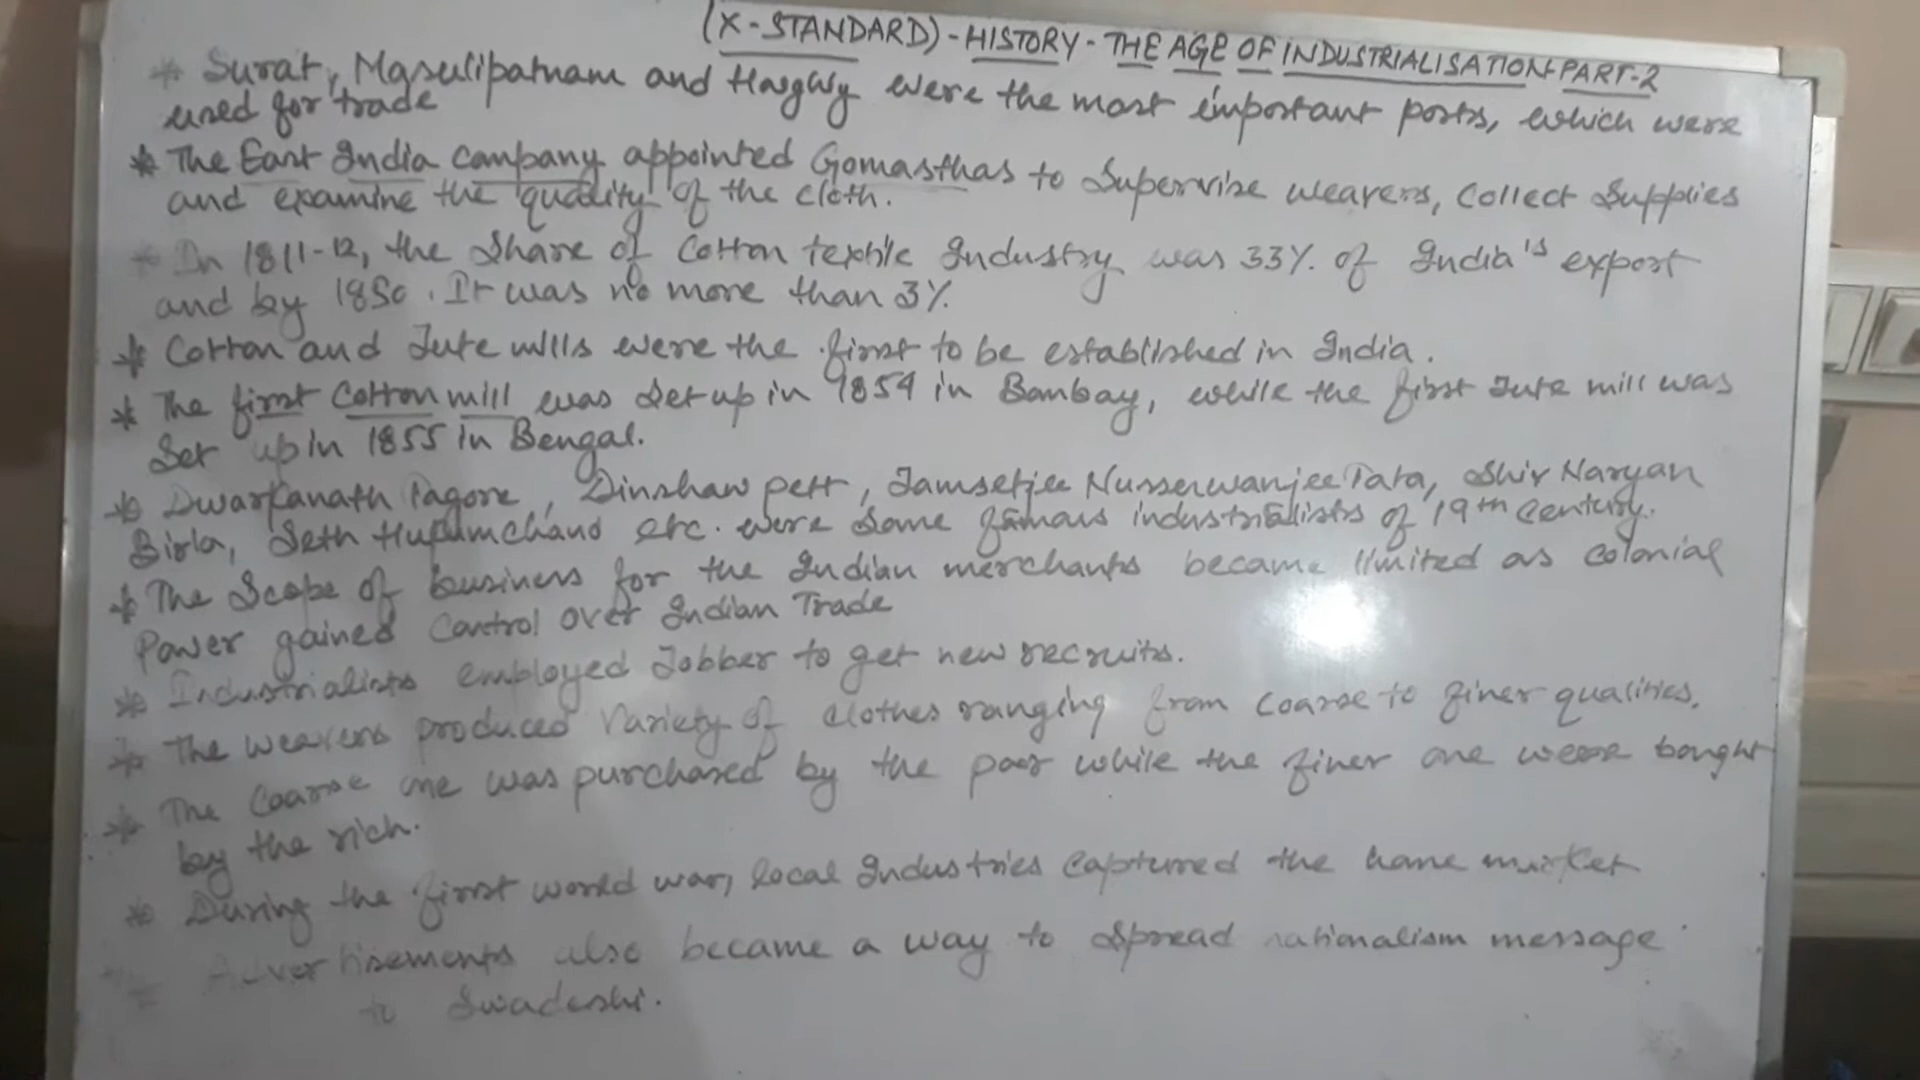 (X-STANDARD)-HISTORY-THE AGE OF INDUSTRIALISATION-PART-2
* Surat, Masulipatnam and Hooghly were the most important ports, which were
used for trade
* The East India Company appointed Gomasthas to Supervise weavers, Collect Supplies
and examine the quality of the cloth.
* In 1811-12, the Share of Cotton textile Industry was 33% of India's export
and by 1850. It was no more than 3%.
* Cotton and Jute mills were the first to be established in India.
* The first Cotton mill was Set up in 1854 in Bombay, while the first Jute mill was
Set up in 1855 in Bengal.
* Dwarkanath Tagore, Dinshaw pett, Jamsetjee Nusserwanjee Tata, Shiv Naryan
Birla, Seth Hukumchand etc. were Some famous industrialists of 19th Century.
* The Scope of business for the Indian merchants became limited as colonial
Power gained Control over Indian Trade
* Industrialists employed Jobber to get new recruits.
* The weavers produced Variety of clothes ranging from coarse to finer qualities.
* The Coarse one was purchased by the poor while the finer one were bought
by the rich.
* During the first world war, local Industries Captured the home market
Advertisements also became a way to Spread nationalism message
to Swadeshi.